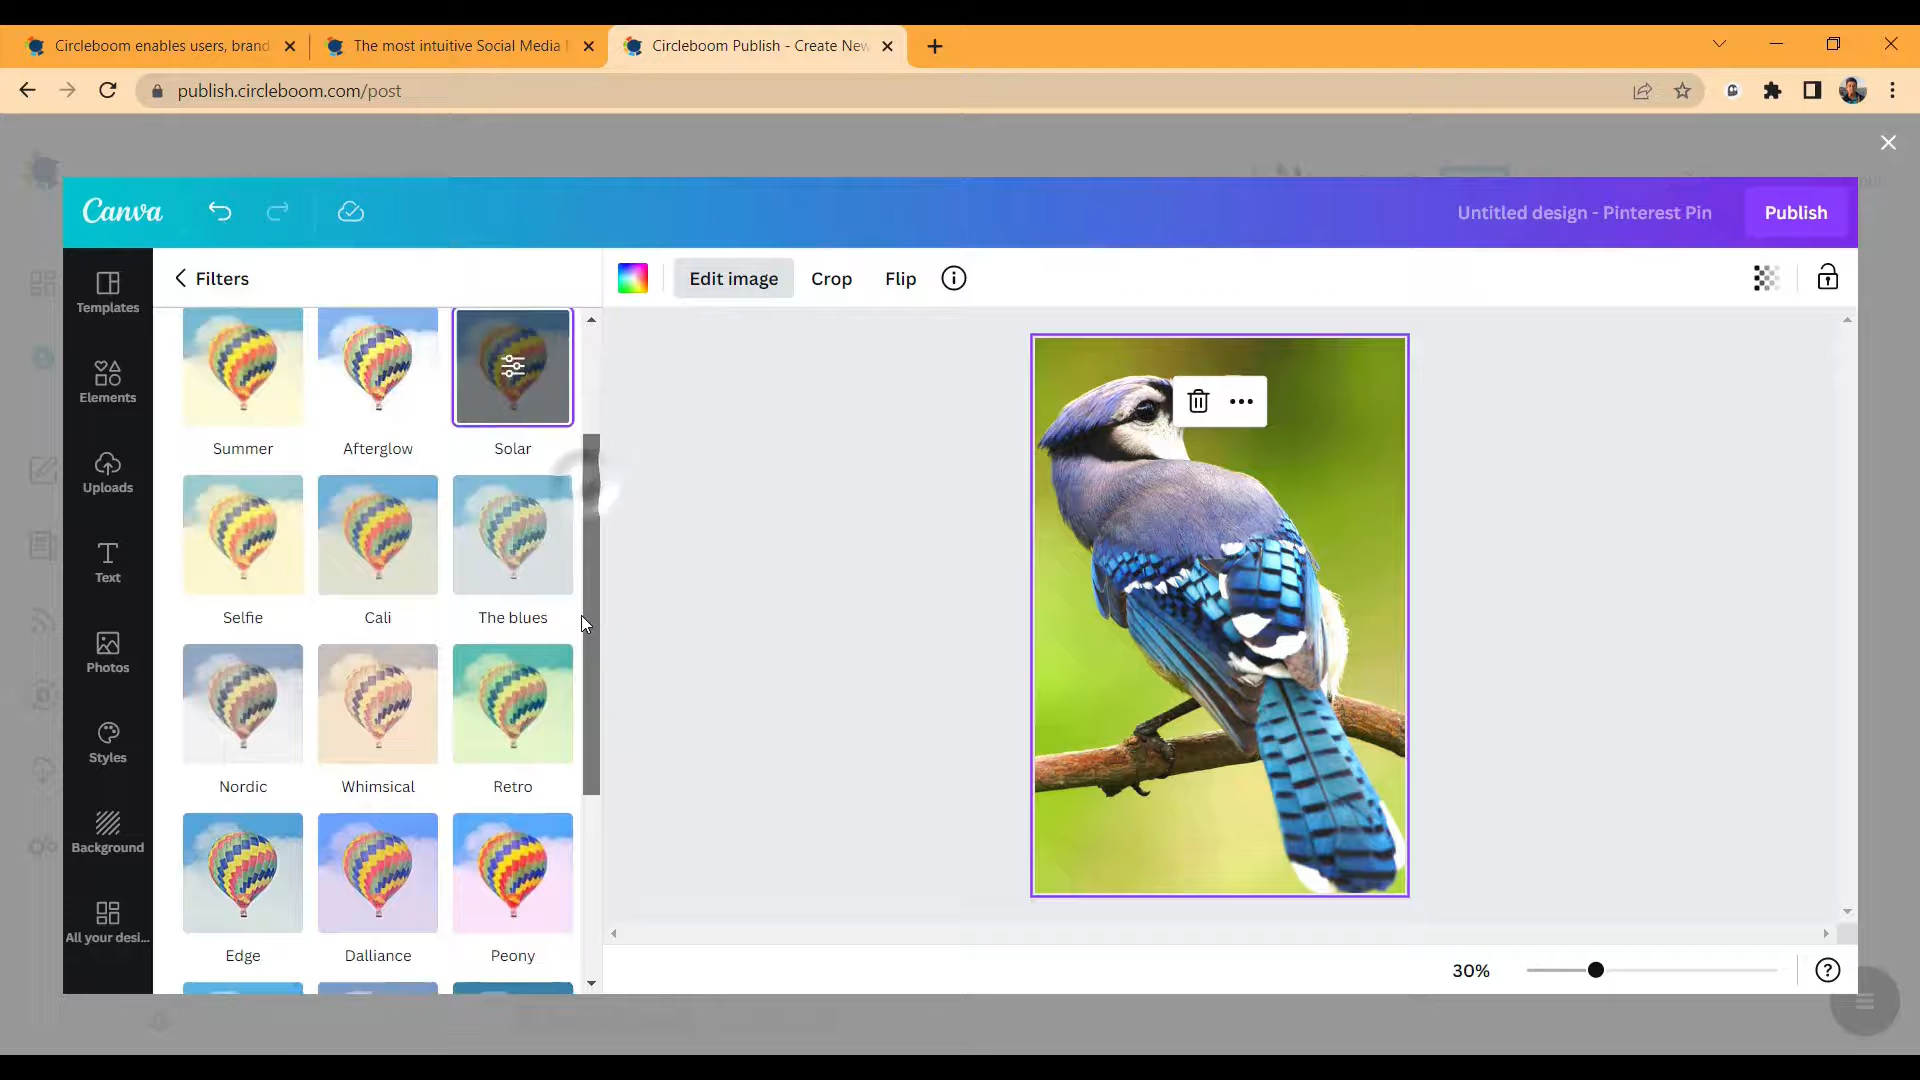 Circleboom enables users, brand
The most intuitive Social Media
Circleboom Publish - Create New
publish.circleboom.com/post
Canva
Untitled design - Pinterest Pin
Publish
Filters
Edit image
Crop
Flip
Templates
Elements
Uploads
Text
Photos
Styles
Background
All your desi...
Summer
Afterglow
Solar
Selfie
Cali
The blues
Nordic
Whimsical
Retro
Edge
Dalliance
Peony
30%